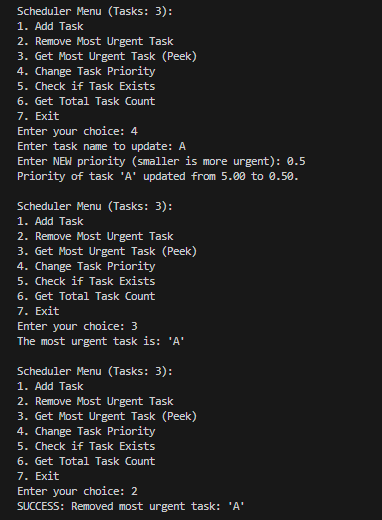 Scheduler Menu (Tasks: 3):
1. Add Task
2. Remove Most Urgent Task
3. Get Most Urgent Task (Peek)
4. Change Task Priority
5. Check if Task Exists
6. Get Total Task Count
7. Exit
Enter your choice: 4
Enter task name to update: A
Enter NEW priority (smaller is more urgent): 0.5
Priority of task 'A' updated from 5.00 to 0.50.

Scheduler Menu (Tasks: 3):
1. Add Task
2. Remove Most Urgent Task
3. Get Most Urgent Task (Peek)
4. Change Task Priority
5. Check if Task Exists
6. Get Total Task Count
7. Exit
Enter your choice: 3
The most urgent task is: 'A'

Scheduler Menu (Tasks: 3):
1. Add Task
2. Remove Most Urgent Task
3. Get Most Urgent Task (Peek)
4. Change Task Priority
5. Check if Task Exists
6. Get Total Task Count
7. Exit
Enter your choice: 2
SUCCESS: Removed most urgent task: 'A'